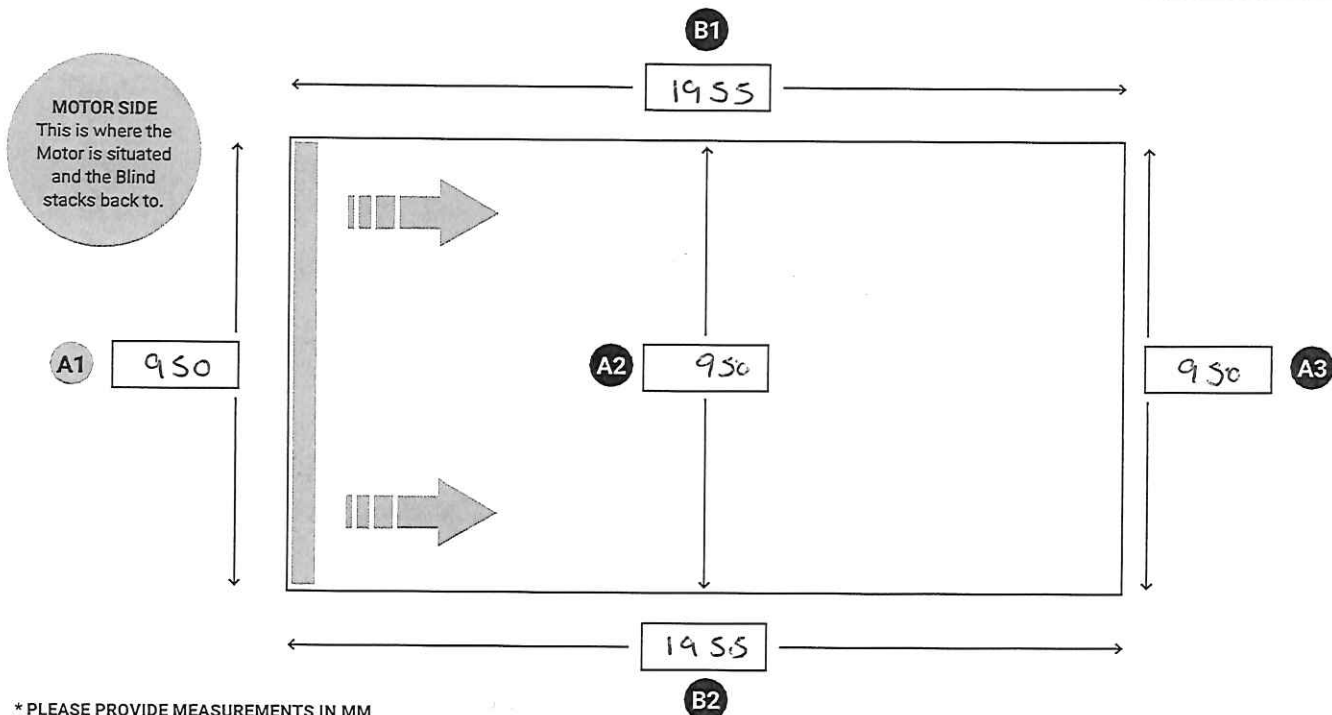 B1
1955
MOTOR SIDE
This is where the
Motor is situated
and the Blind
stacks back to.
A1
950
A2
950
950
A3
1955
B2
* PLEASE PROVIDE MEASUREMENTS IN MM